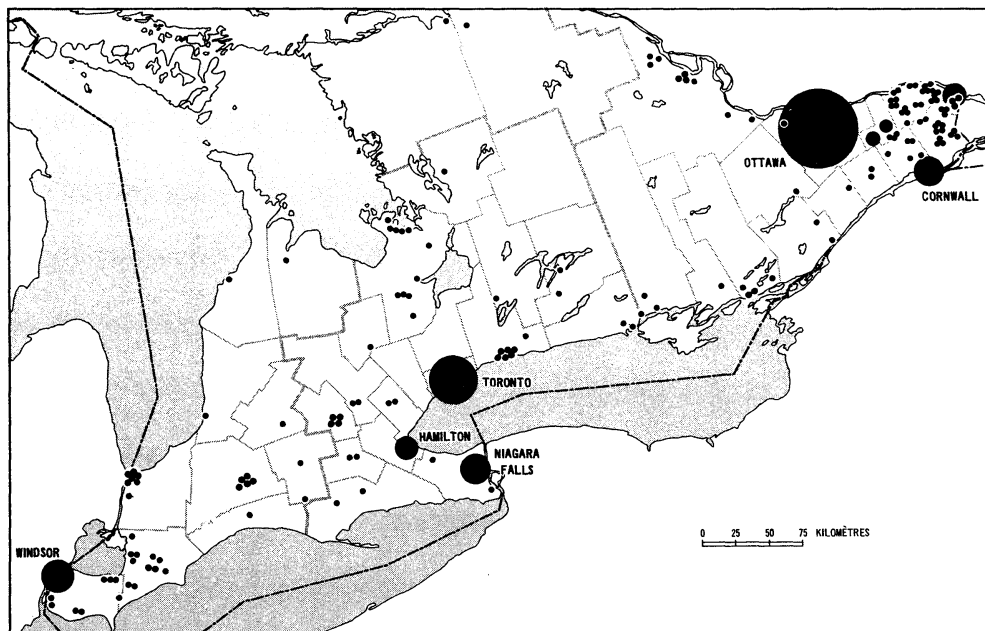 OTTAWA
CORNWALL
TORONTO
HAMILTON
NIAGARA
FALLS
WINDSOR
0 25 50 75 KILOMÈTRES